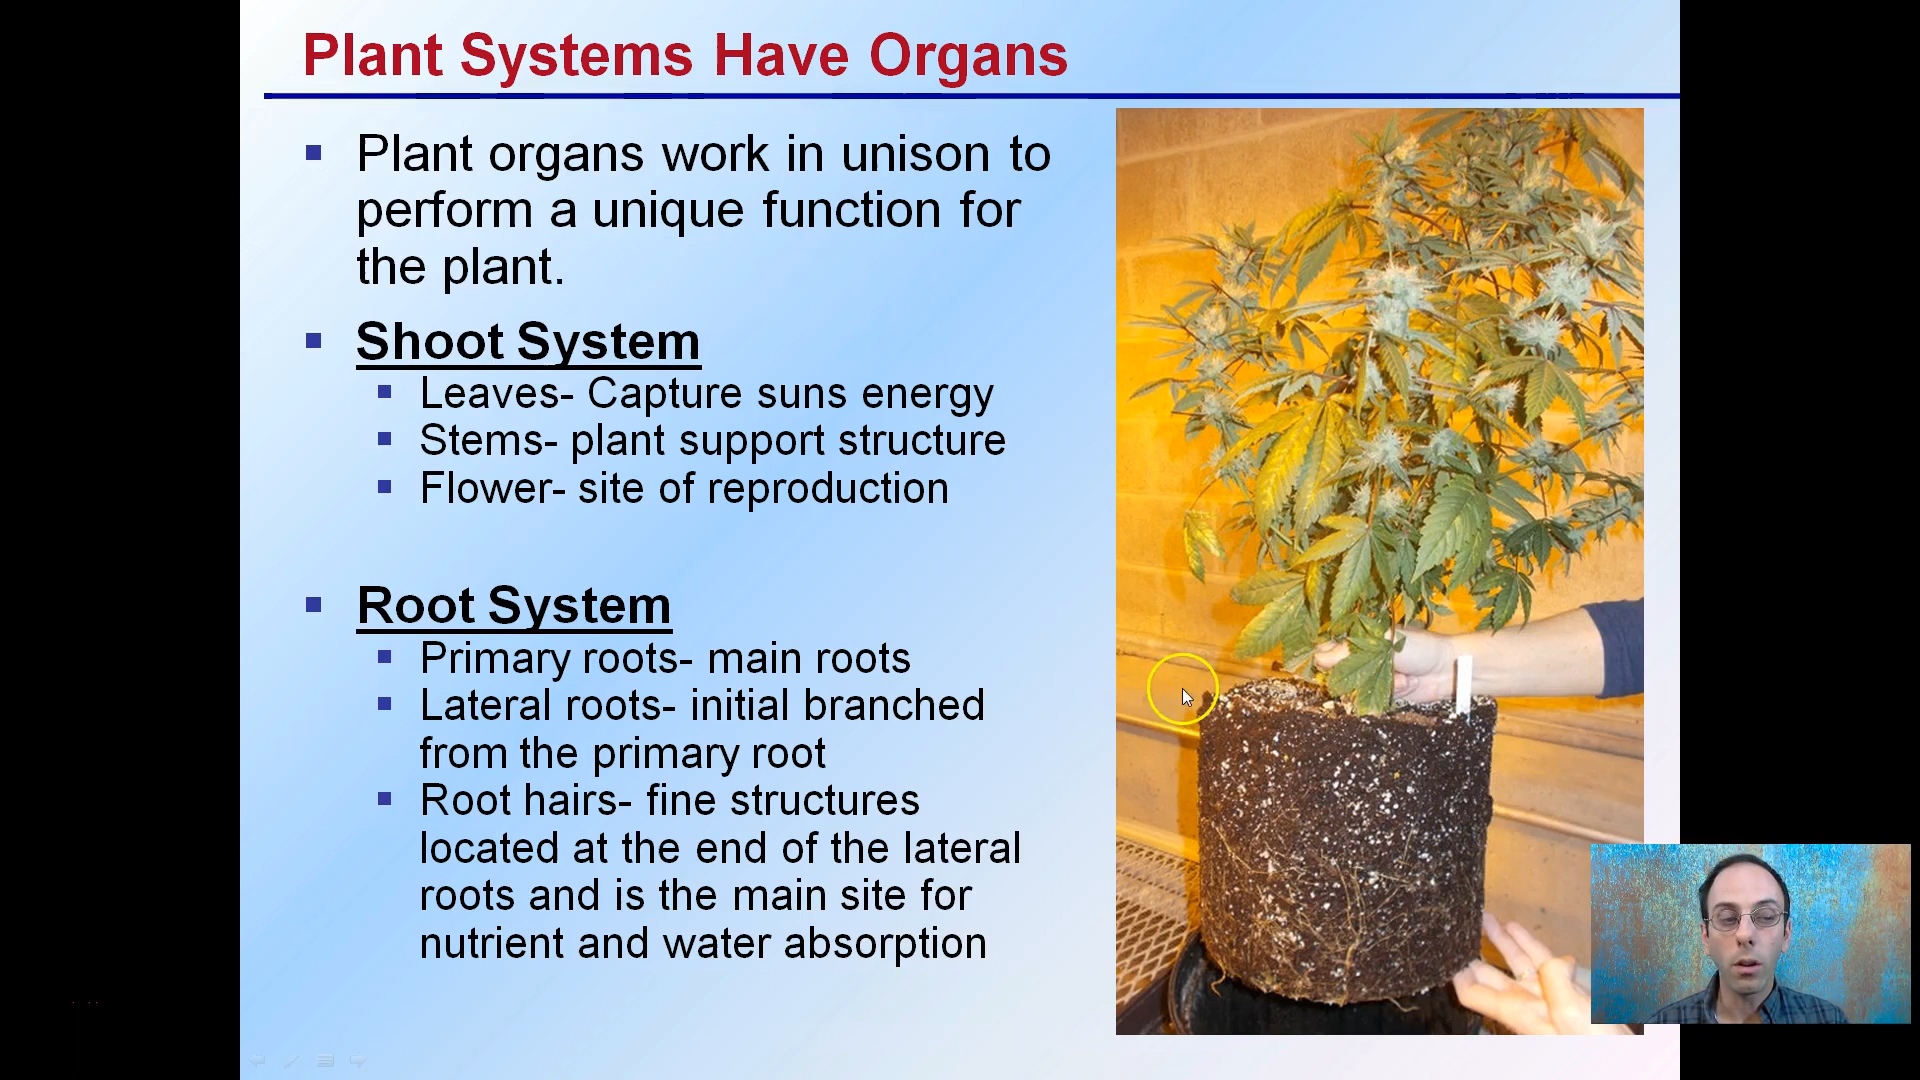 Plant Systems Have Organs
Plant organs work in unison to
perform a unique function for
the plant.
Shoot System
Leaves- Capture suns energy
Stems- plant support structure
Flower- site of reproduction
Root System
Primary roots- main roots
Lateral roots- initial branched
from the primary root
Root hairs- fine structures
located at the end of the lateral
roots and is the main site for
nutrient and water absorption